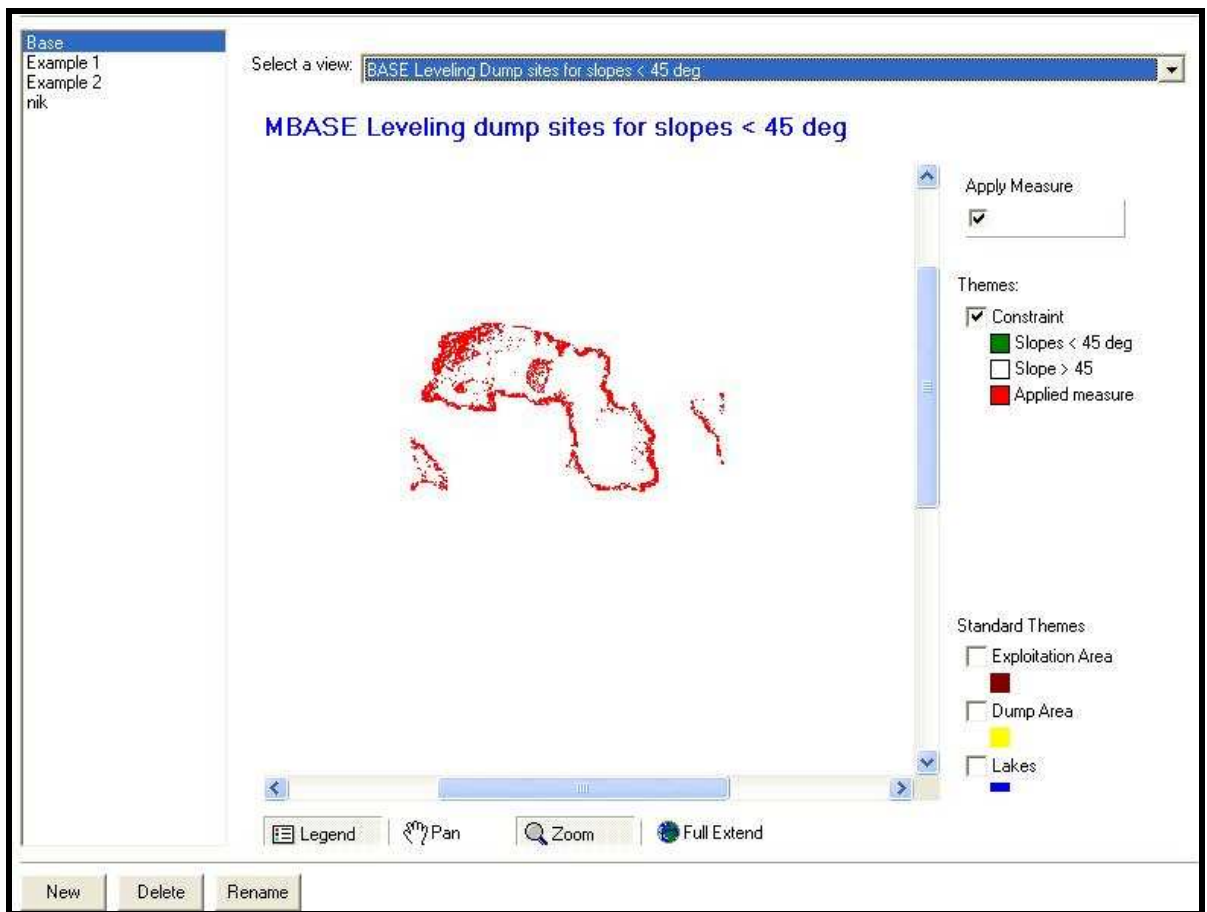 Base
Example 1
Example 2
nik
Select a view: BASE Leveling Dump sites for slopes < 45 deg
MBASE Leveling dump sites for slopes < 45 deg
Apply Measure
Themes:
Constraint
Slopes < 45 deg
Slope > 45
Applied measure
Standard Themes
Exploitation Area
Dump Area
Lakes
Legend Pan Zoom Full Extend
New Delete Rename